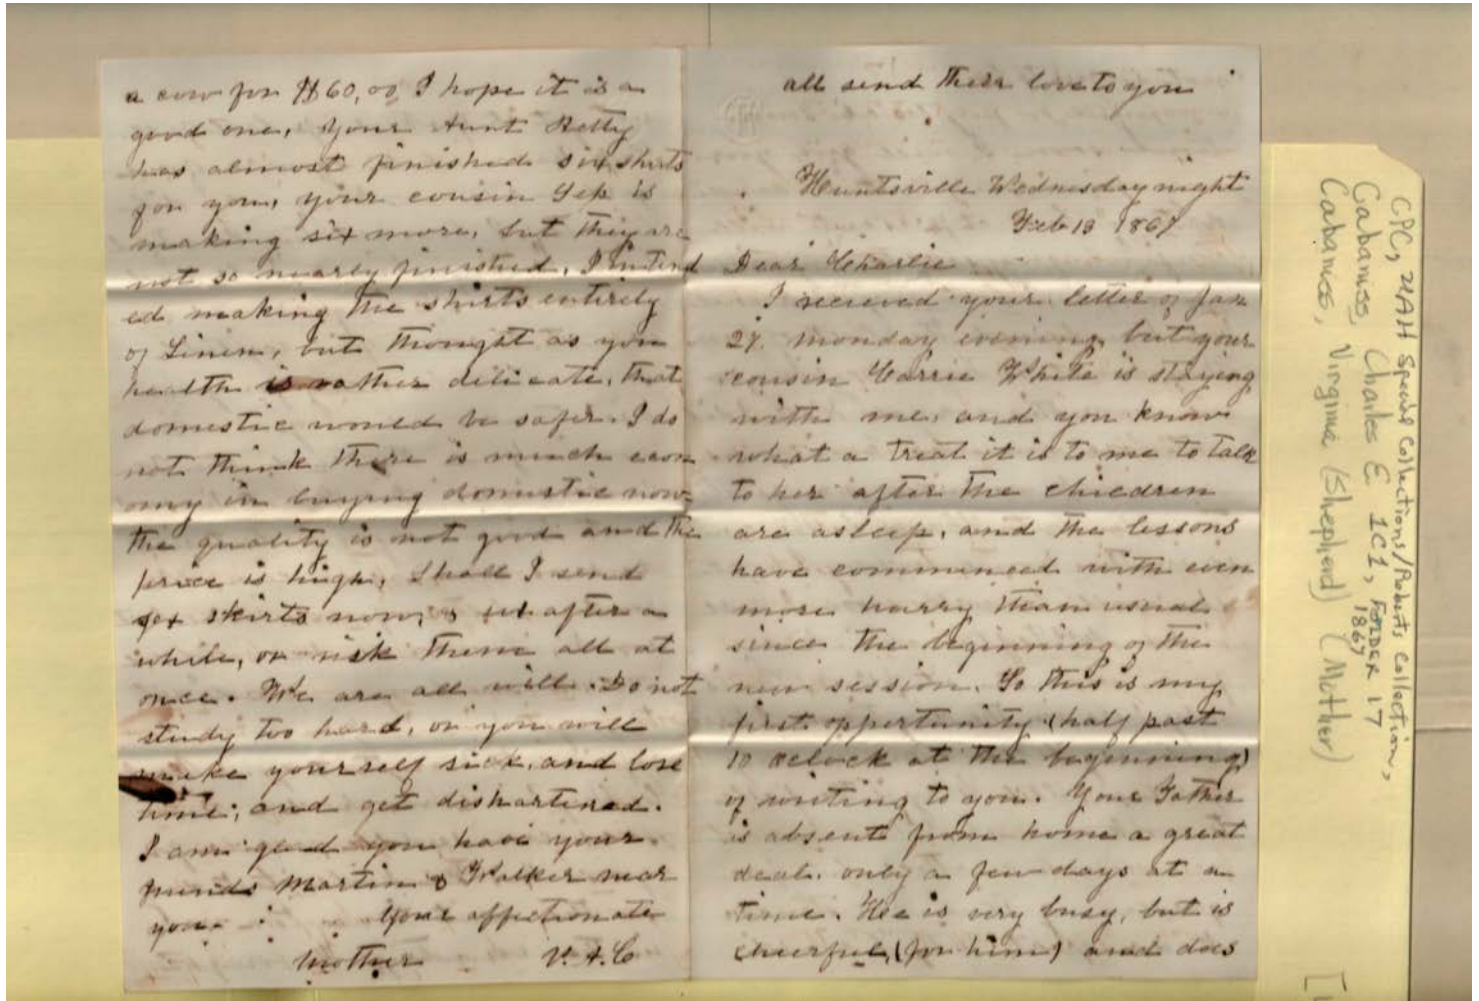 all send their love to you
Huntsville Wednesday night
Feb 13 1867
Dear Charlie
I recieved your letter of Jan
27. monday evening, but your
cousin Carrie White is staying
with me, and you know
what a treat it is to me to talk
to her after the children
are asleep, and the lessons
have commenced with even
more hurry than usual
since the beginning of the
new session. So this is my
first oppertunity (half past
10 oclock at the beginning)
of writing to you. Your Father
is absent from home a great
deal. only a few days at a
time. He is very busy, but is
cheerful, (for him) and does
a cow for $60,00, I hope it is a
good one, Your Aunt Betty
has almost finished six shirts
for you, your cousin Sep is
making six more, but they are
not so nearly finished, I intend
ed making the shirts entirely
of Linen, but thought as you
health is rather delicate, that
domestic would be safer. I do
not think there is much econ
omy in buying domestic now-
the quality is not good and the
price is high, Shall I send
six shirts now, & six after a
while, or risk them all at
once. We are all well. Do not
study too hard, or you will
make yourself sick, and lose
time, and get dishartened.
I am glad you have your
friends Martin & Walker near
you. Your affectionate
Mother V. A. C
CPC, UAH Special Collections/Roberts Collection,
Cabaniss, Charles E 1C1, FOLDER 17
1867
Cabaniss, Virginia (Shepherd) (Mother)